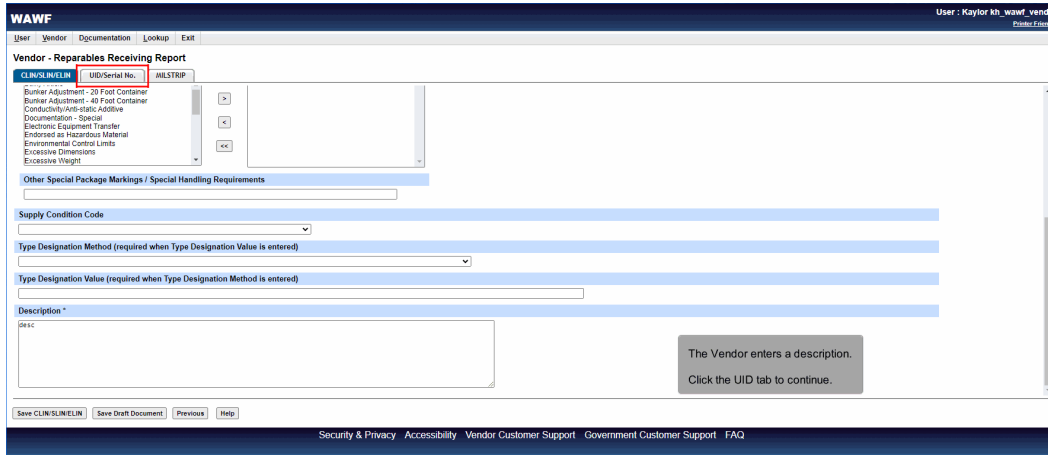 WAWF
User : Kaylor kh_wawf_vend
Printer Frien
User Vendor Documentation Lookup Exit
Vendor - Reparables Receiving Report
CLIN/SLIN/ELIN UID/Serial No. MILSTRIP
Bunker Adjustment - 20 Foot Container
Bunker Adjustment - 40 Foot Container
Conductivity/Anti-static Additive
Documentation - Special
Electronic Equipment Transfer
Endorsed as Hazardous Material
Environmental Control Limits
Excessive Dimensions
Excessive Weight
>
<
<<
Other Special Package Markings / Special Handling Requirements
Supply Condition Code
Type Designation Method (required when Type Designation Value is entered)
Type Designation Value (required when Type Designation Method is entered)
Description *
desc
The Vendor enters a description.
Click the UID tab to continue.
Save CLIN/SLIN/ELIN Save Draft Document Previous Help
Security & Privacy Accessibility Vendor Customer Support Government Customer Support FAQ